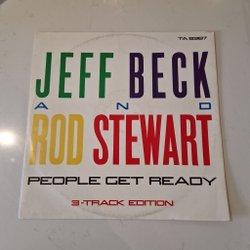 TA 6387
JEFF BECK
AND
ROD STEWART
PEOPLE GET READY
3-TRACK EDITION